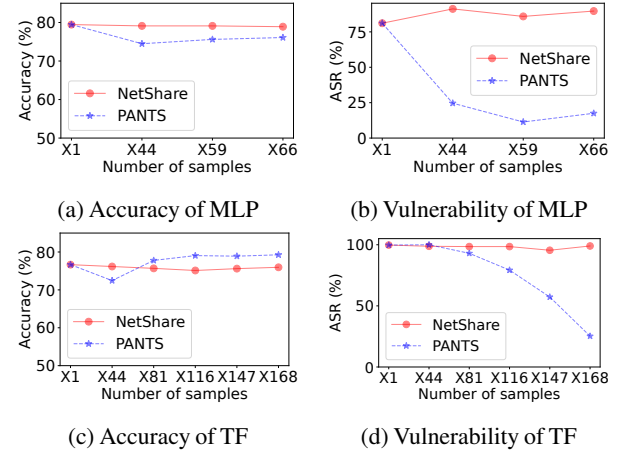 80
70
60
50
Accuracy (%)
NetShare
PANTS
X1 X44 X59 X66
Number of samples
(a) Accuracy of MLP
75
50
25
0
ASR (%)
NetShare
PANTS
X1 X44 X59 X66
Number of samples
(b) Vulnerability of MLP
80
70
60
50
Accuracy (%)
NetShare
PANTS
X1 X44 X81 X116 X147 X168
Number of samples
(c) Accuracy of TF
100
50
0
ASR (%)
NetShare
PANTS
X1 X44 X81 X116 X147 X168
Number of samples
(d) Vulnerability of TF